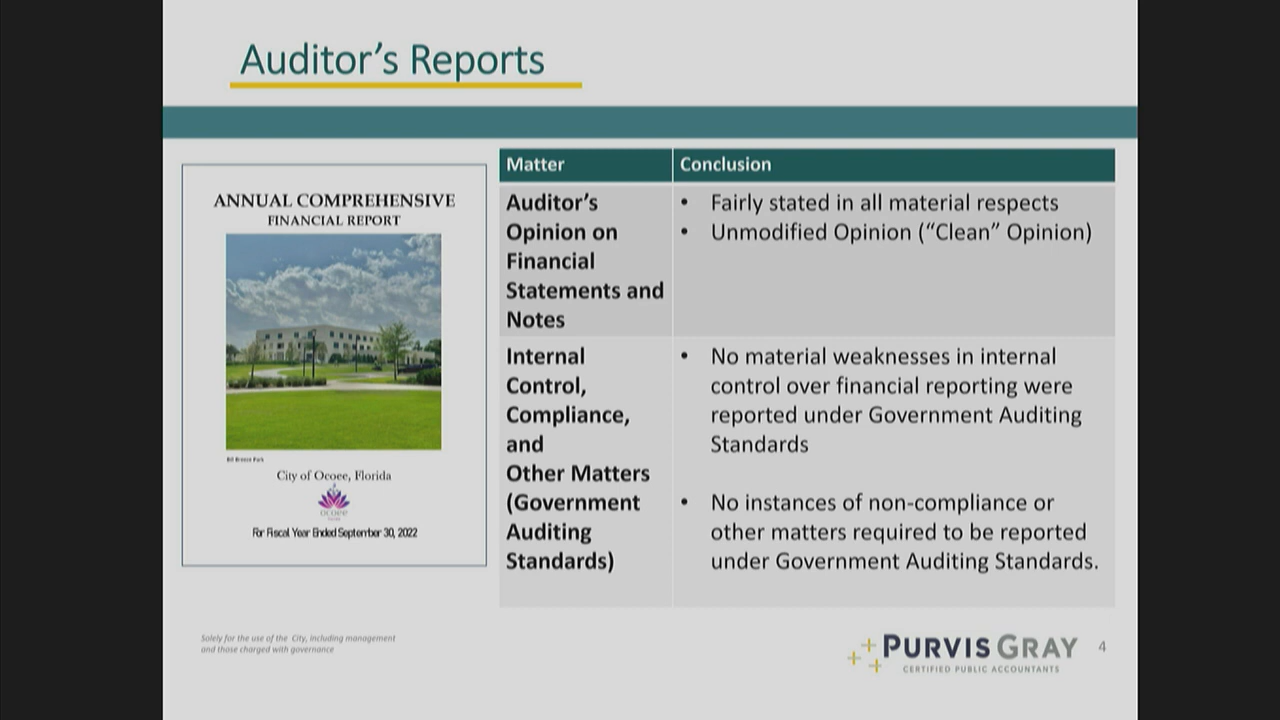 Auditor's Reports
ANNUAL COMPREHENSIVE
FINANCIAL REPORT
Bill Breeze Park
City of Ocoee, Florida
ocoee
For Fiscal Year Ended September 30, 2022
Matter
Conclusion
Auditor's
Opinion on
Financial
Statements and
Notes
• Fairly stated in all material respects
• Unmodified Opinion (“Clean” Opinion)
Internal
Control,
Compliance,
and
Other Matters
(Government
Auditing
Standards)
• No material weaknesses in internal
control over financial reporting were
reported under Government Auditing
Standards
• No instances of non-compliance or
other matters required to be reported
under Government Auditing Standards.
Solely for the use of the City, including management
and those charged with governance
PURVIS GRAY
CERTIFIED PUBLIC ACCOUNTANTS
4